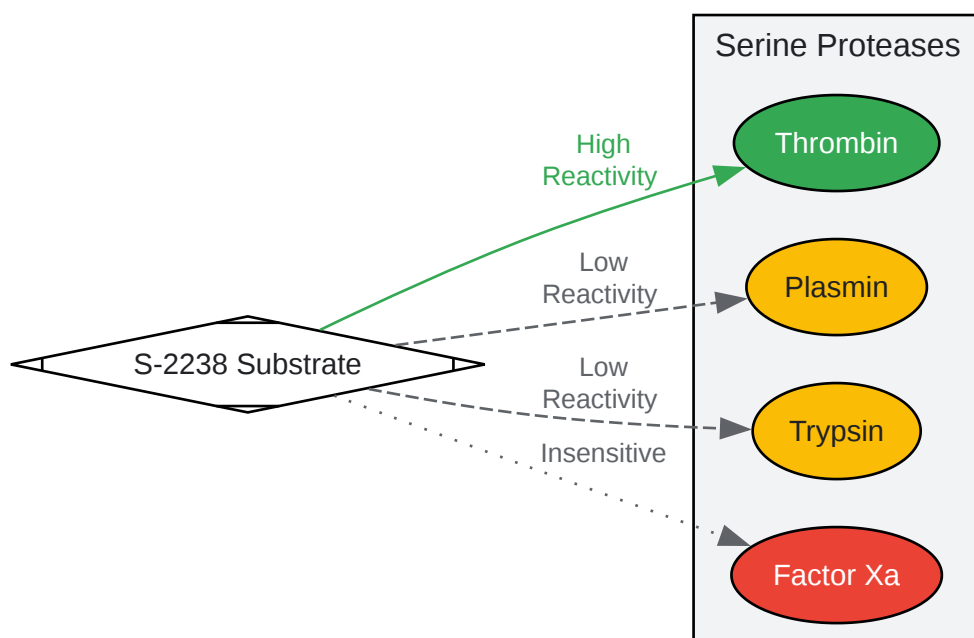 Serine Proteases
High
Reactivity
Thrombin
Low
Reactivity
Plasmin
S-2238 Substrate
Low
Reactivity
Trypsin
Insensitive
Factor Xa